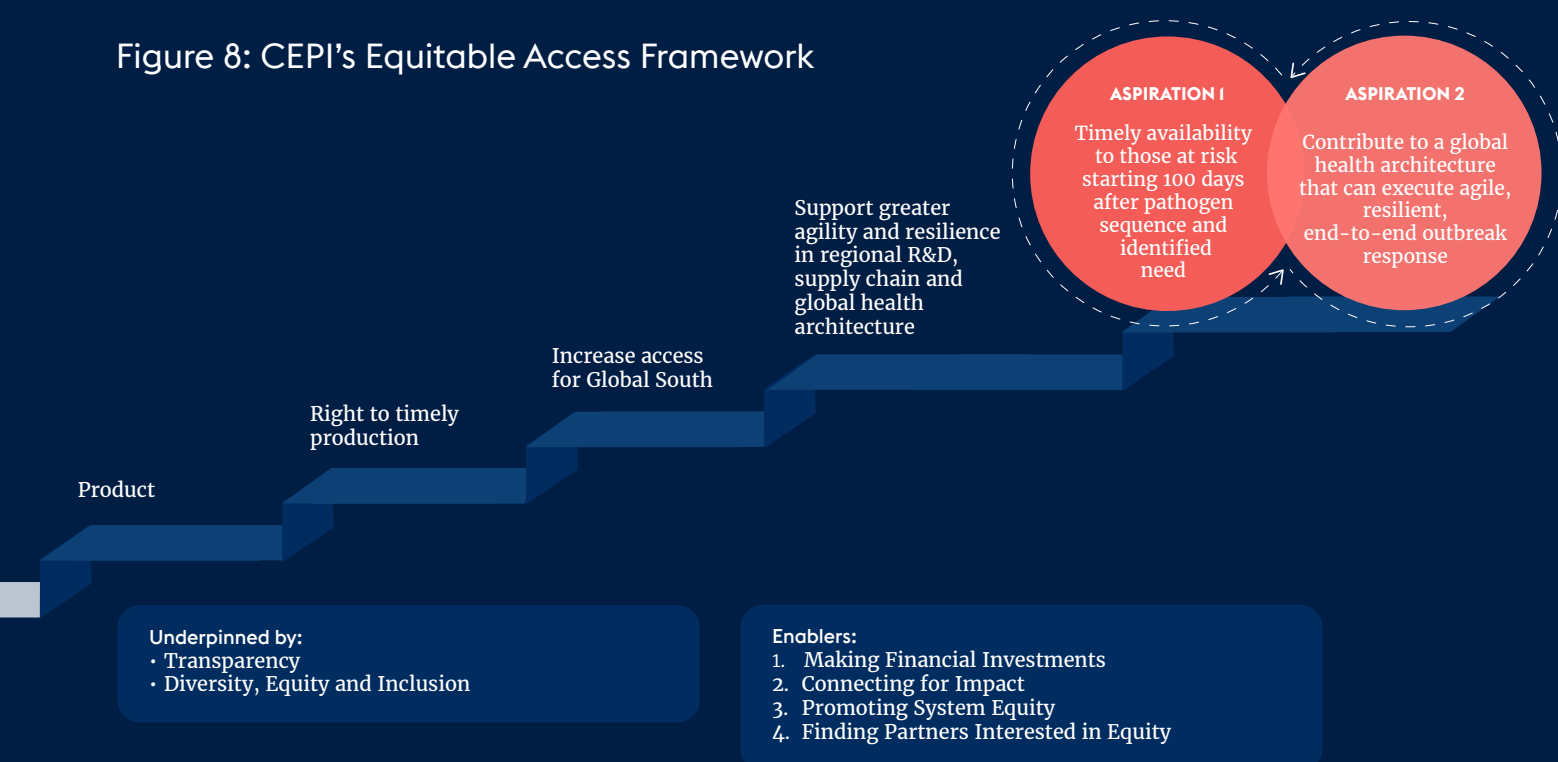 Figure 8: CEPI's Equitable Access Framework
ASPIRATION 1
Timely availability
to those at risk
starting 100 days
after pathogen
sequence and
identified
need
ASPIRATION 2
Contribute to a global
health architecture
that can execute agile,
resilient,
end-to-end outbreak
response
Support greater
agility and resilience
in regional R&D,
supply chain and
global health
architecture
Increase access
for Global South
Right to timely
production
Product
Underpinned by:
• Transparency
• Diversity, Equity and Inclusion
Enablers:
1. Making Financial Investments
2. Connecting for Impact
3. Promoting System Equity
4. Finding Partners Interested in Equity